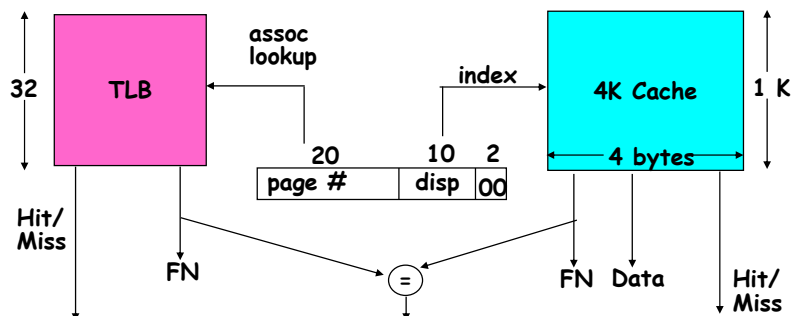 assoc
lookup
32
TLB
index
4K Cache
1 K
20
10
2
4 bytes
page #
disp
00
Hit/
Miss
FN
=
FN
Data
Hit/
Miss